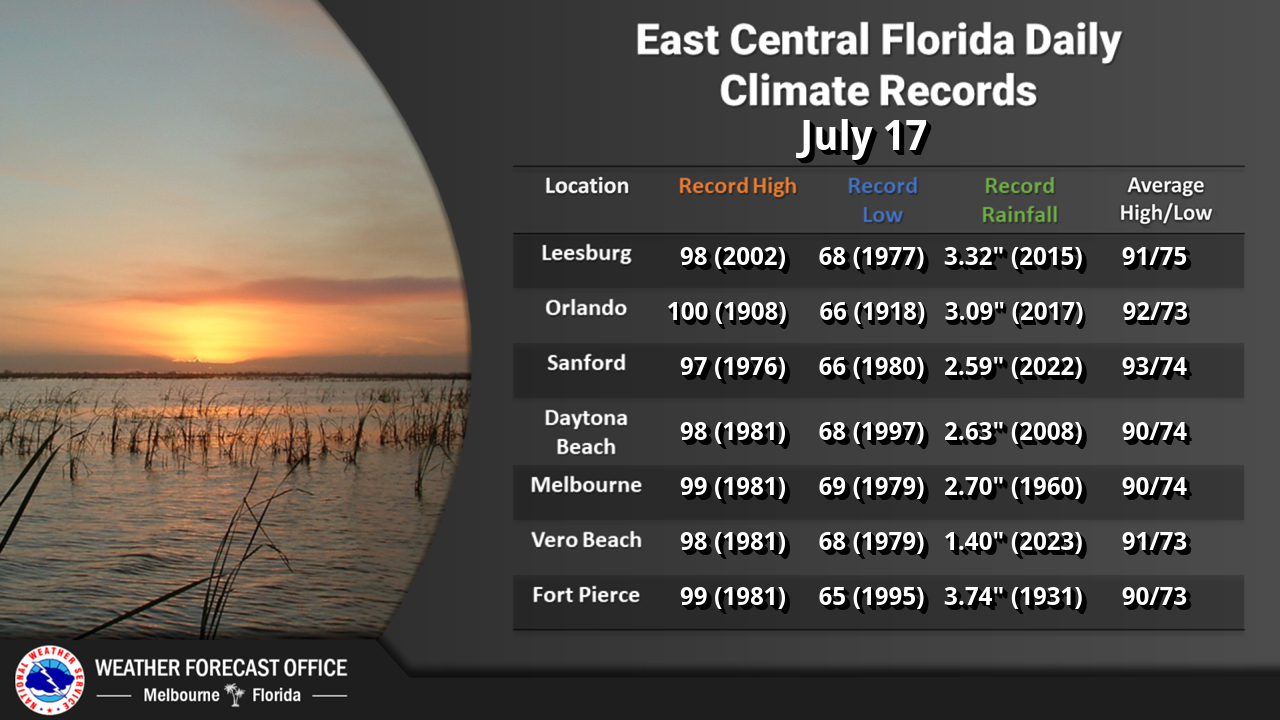 East Central Florida Daily
Climate Records
July 17
Location Record High Record Low Record Rainfall Average High/Low
Leesburg 98 (2002) 68 (1977) 3.32" (2015) 91/75
Orlando 100 (1908) 66 (1918) 3.09" (2017) 92/73
Sanford 97 (1976) 66 (1980) 2.59" (2022) 93/74
Daytona Beach 98 (1981) 68 (1997) 2.63" (2008) 90/74
Melbourne 99 (1981) 69 (1979) 2.70" (1960) 90/74
Vero Beach 98 (1981) 68 (1979) 1.40" (2023) 91/73
Fort Pierce 99 (1981) 65 (1995) 3.74" (1931) 90/73
NATIONAL WEATHER SERVICE
WEATHER FORECAST OFFICE
Melbourne Florida